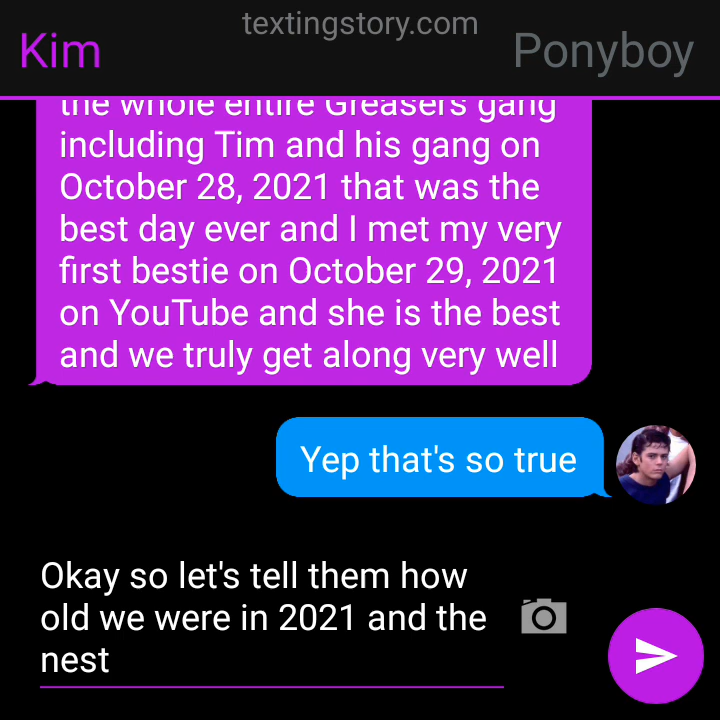 textingstory.com
Kim
Ponyboy
the whole entire Greasers gang
including Tim and his gang on
October 28, 2021 that was the
best day ever and I met my very
first bestie on October 29, 2021
on YouTube and she is the best
and we truly get along very well
Yep that's so true
Okay so let's tell them how
old we were in 2021 and the
nest